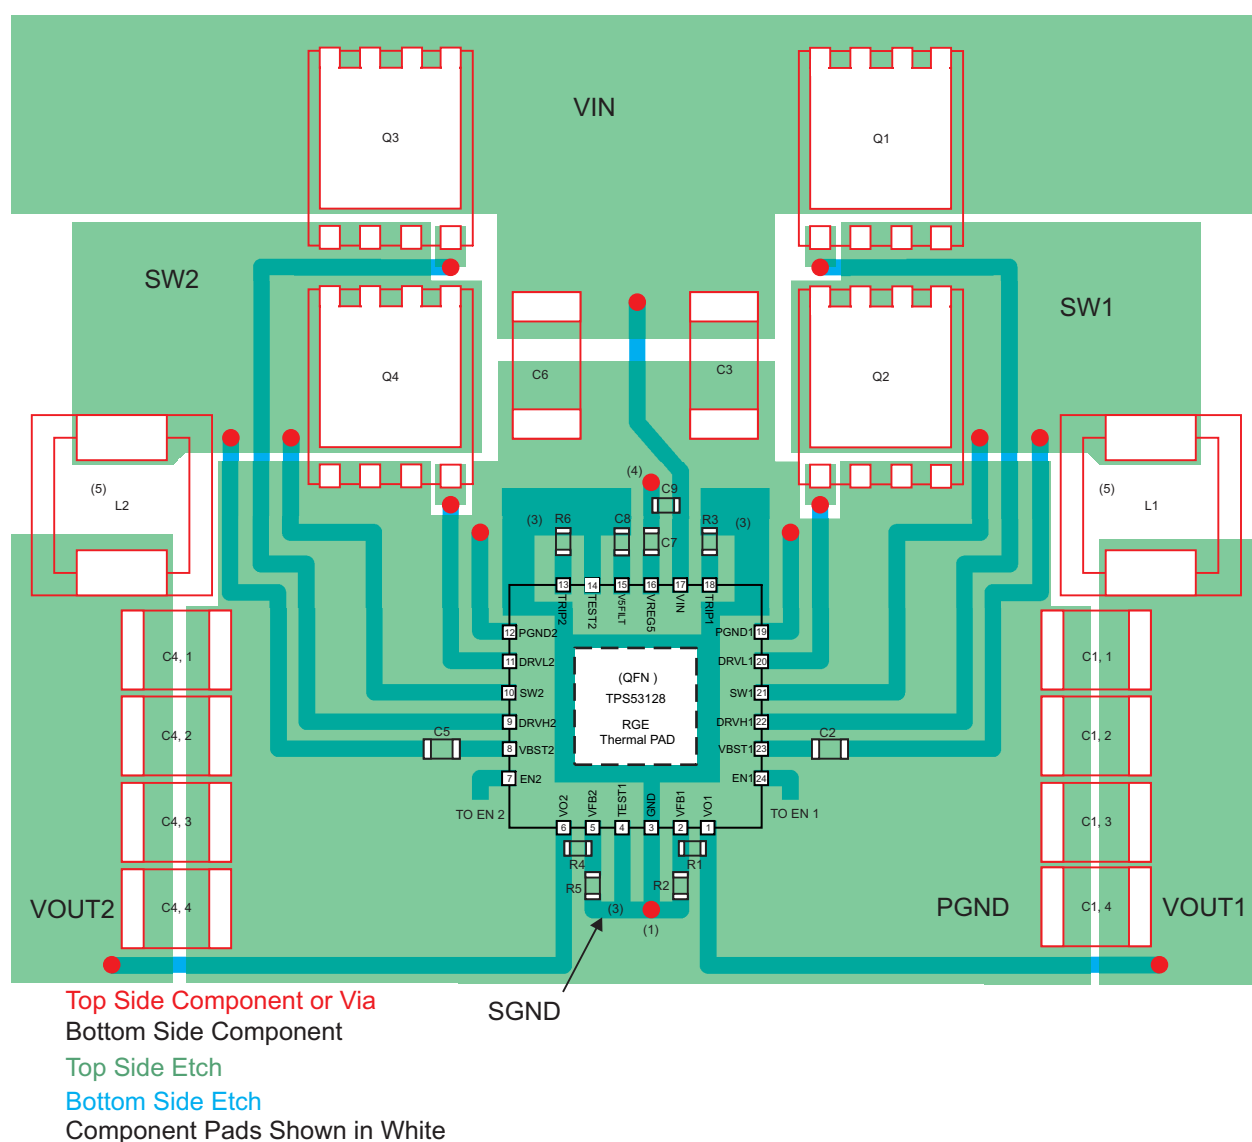 VIN
Q3
Q1
SW2
SW1
Q4
C6
C3
Q2
(5)
L2
(5)
L1
(4)
C9
(3)
R6
C8
C7
R3
(3)
13
14
15
16
17
18
TRIP2
TEST2
V5FILT
VREG5
VIN
TRIP1
12
PGND2
PGND1
19
11
DRVL2
DRVL1
20
10
SW2
SW1
21
9
DRVH2
DRVH1
22
C5
8
VBST2
VBST1
23
C2
7
EN2
EN1
24
(QFN )
TPS53128
RGE
Thermal PAD
TO EN 2
TO EN 1
VO2
VFB2
TEST1
GND
VFB1
VO1
6
5
4
3
2
1
R4
R1
R5
R2
(3)
(1)
C4, 1
C4, 2
C4, 3
C4, 4
C1, 1
C1, 2
C1, 3
C1, 4
VOUT2
PGND
VOUT1
SGND
Top Side Component or Via
Bottom Side Component
Top Side Etch
Bottom Side Etch
Component Pads Shown in White